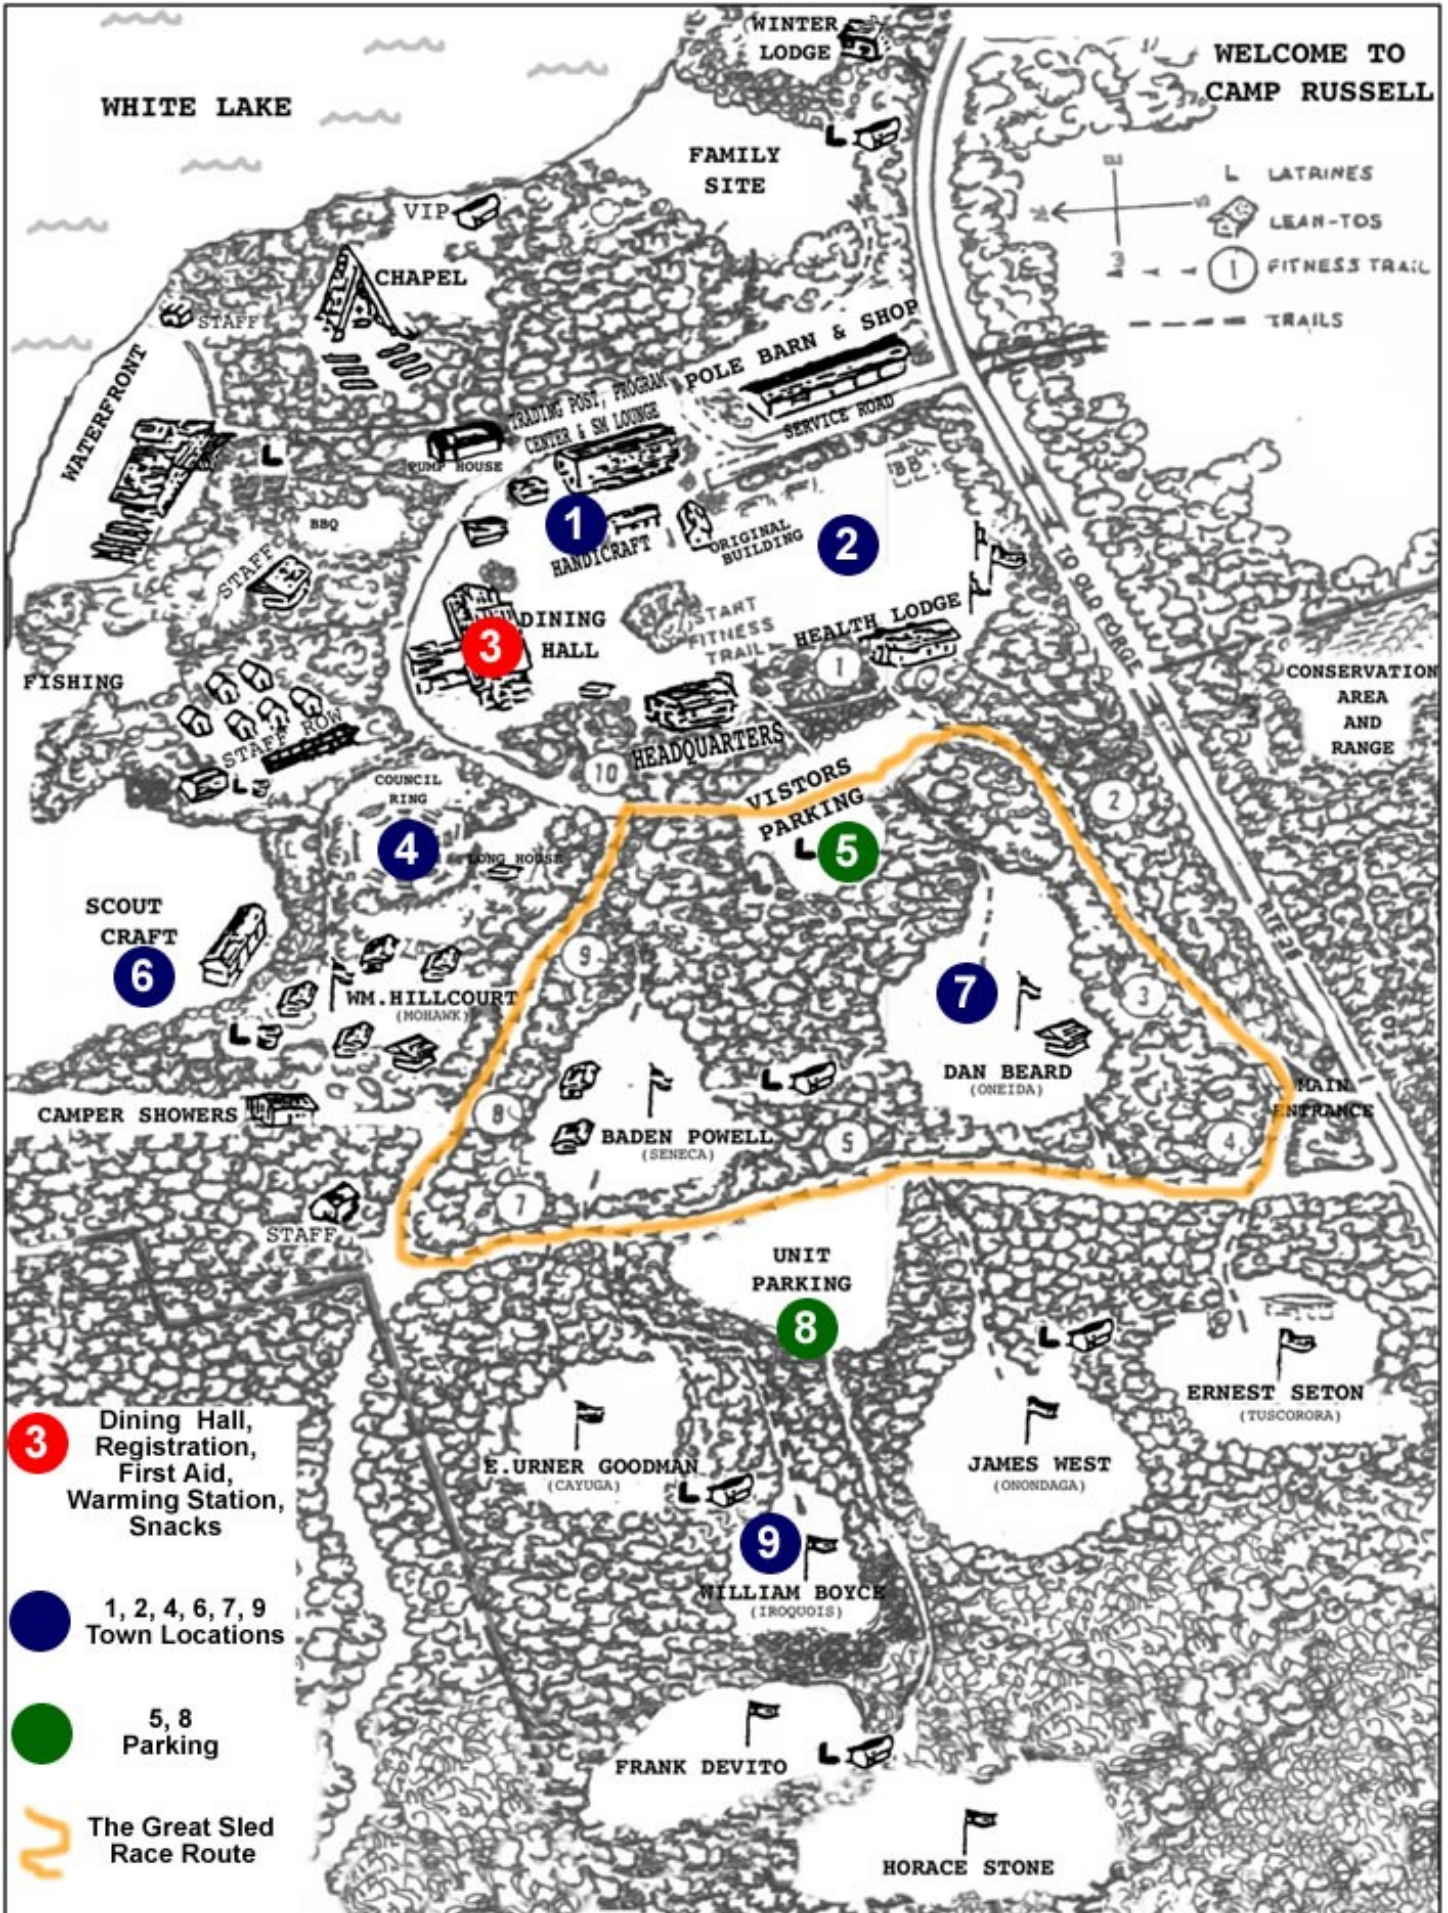 WINTER
LODGE
WELCOME TO
CAMP RUSSELL
WHITE LAKE
FAMILY
SITE
L
E
N
S
W
L LATRINES
LEAN-TOS
1 FITNESS TRAIL
TRAILS
VIP
CHAPEL
STAFF
WATERFRONT
POLE BARN & SHOP
SERVICE ROAD
TRADING POST, PROGRAM
CENTER & SM LOUNGE
PUMP HOUSE
L
BB
BBQ
1
HANDICRAFT
ORIGINAL
BUILDING
2
STAFF
TO OLD FORGE
DINING
HALL
3
START
FITNESS
TRAIL
HEALTH LODGE
1
FISHING
CONSERVATION
AREA
AND
RANGE
STAFF ROW
L
HEADQUARTERS
10
COUNCIL
RING
4
LONG HOUSE
VISTORS
PARKING
L
5
2
SCOUT
CRAFT
6
9
7
3
RTE 28
WM.HILLCOURT
(MOHAWK)
L
L
DAN BEARD
(ONEIDA)
MAIN
ENTRANCE
CAMPER SHOWERS
8
BADEN POWELL
(SENECA)
5
4
7
STAFF
UNIT
PARKING
8
L
ERNEST SETON
(TUSCORORA)
E.URNER GOODMAN
(CAYUGA)
L
JAMES WEST
(ONONDAGA)
9
WILLIAM BOYCE
(IROQUOIS)
FRANK DEVITO
L
HORACE STONE
3
Dining Hall,
Registration,
First Aid,
Warming Station,
Snacks
1, 2, 4, 6, 7, 9
Town Locations
5, 8
Parking
The Great Sled
Race Route